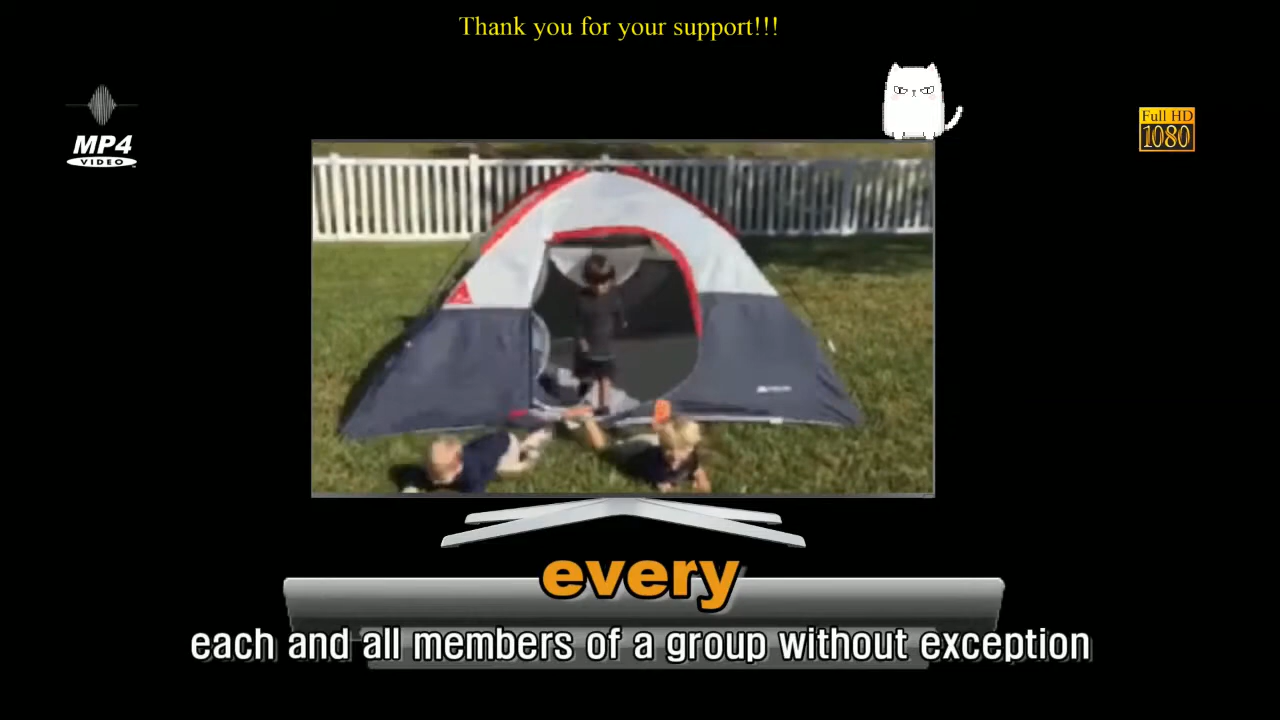 Thank you for your support!!!
MP4
VIDEO
Full HD
1080
every
each and all members of a group without exception